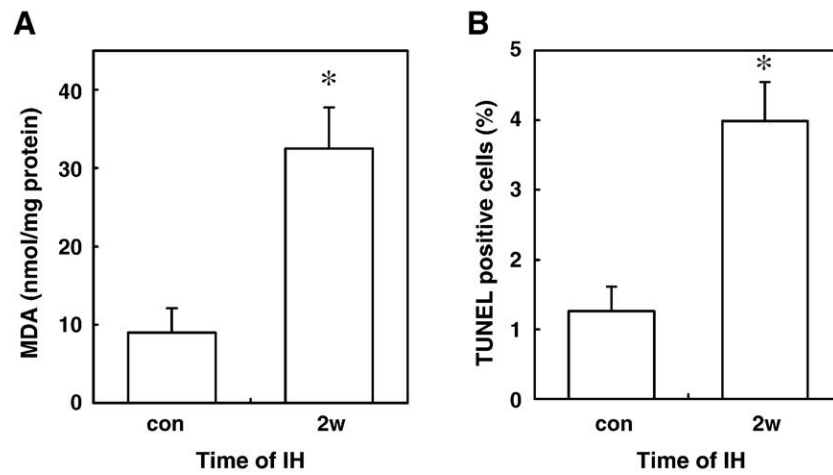 A
MDA (nmol/mg protein)
40
30
20
10
0
*
con
2w
Time of IH
B
TUNEL positive cells (%)
5
4
3
2
1
0
*
con
2w
Time of IH